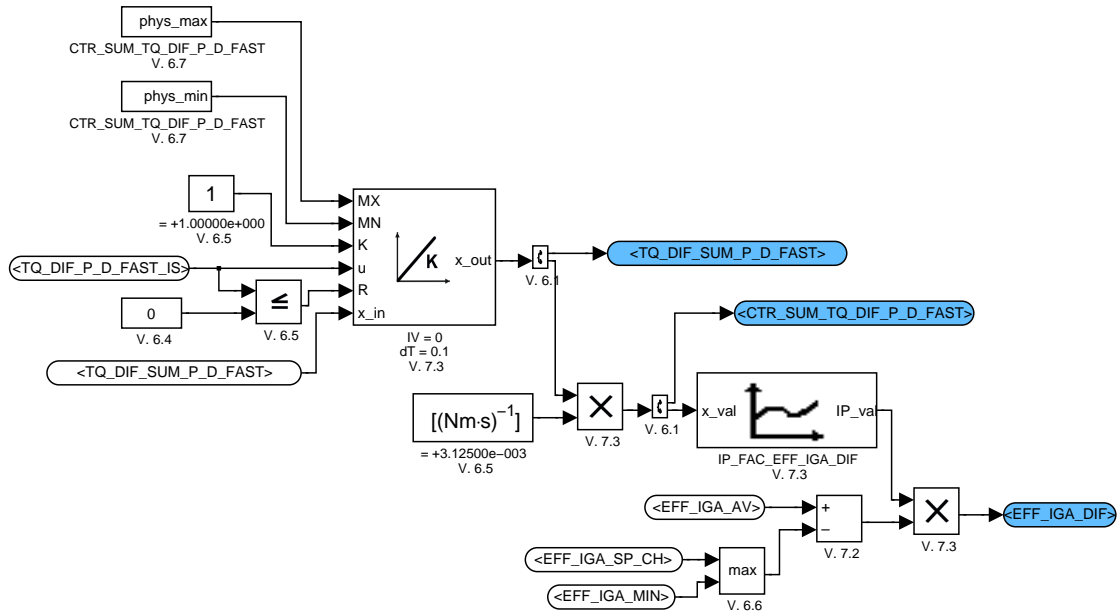 phys_max
CTR_SUM_TQ_DIF_P_D_FAST
V. 6.7
phys_min
CTR_SUM_TQ_DIF_P_D_FAST
V. 6.7
1
= +1.00000e+000
V. 6.5
<TQ_DIF_P_D_FAST_IS>
0
V. 6.4
≤
V. 6.5
<TQ_DIF_SUM_P_D_FAST>
MX
MN
K
u
R
x_in
K
x_out
IV = 0
dT = 0.1
V. 7.3
V. 6.1
<TQ_DIF_SUM_P_D_FAST>
<CTR_SUM_TQ_DIF_P_D_FAST>
[(Nm·s)⁻¹]
= +3.12500e−003
V. 6.5
×
V. 7.3
V. 6.1
x_val
IP_val
IP_FAC_EFF_IGA_DIF
V. 7.3
<EFF_IGA_AV>
+
−
V. 7.2
<EFF_IGA_SP_CH>
<EFF_IGA_MIN>
max
V. 6.6
×
V. 7.3
<EFF_IGA_DIF>